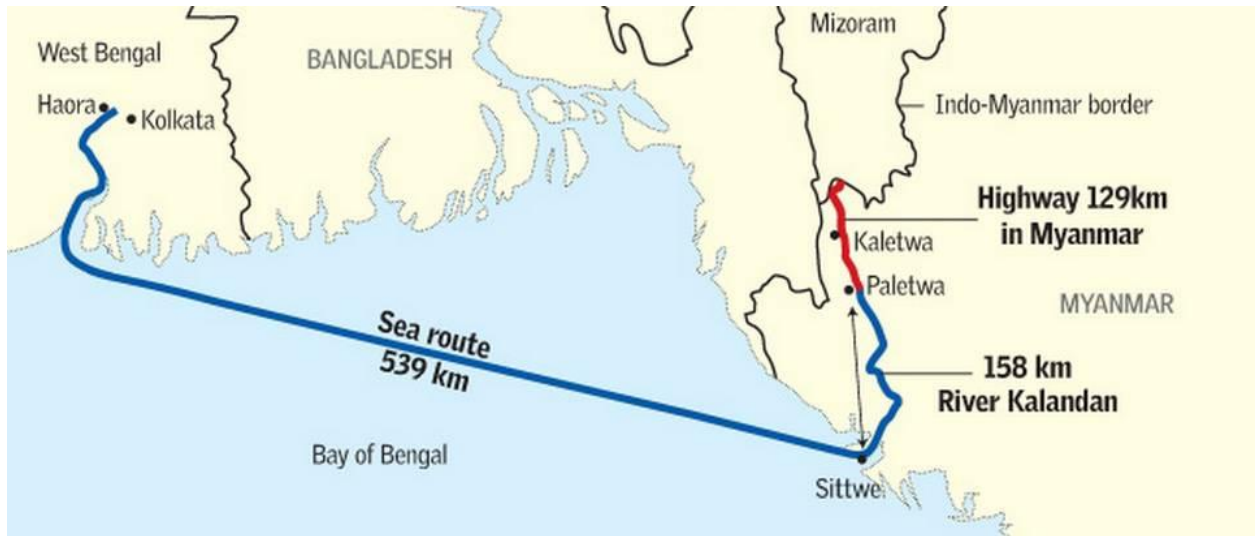 Mizoram
West Bengal
BANGLADESH
Haora
Kolkata
Indo-Myanmar border
Highway 129km
in Myanmar
Kaletwa
Paletwa
MYANMAR
Sea route
539 km
158 km
River Kalandan
Bay of Bengal
Sittwe